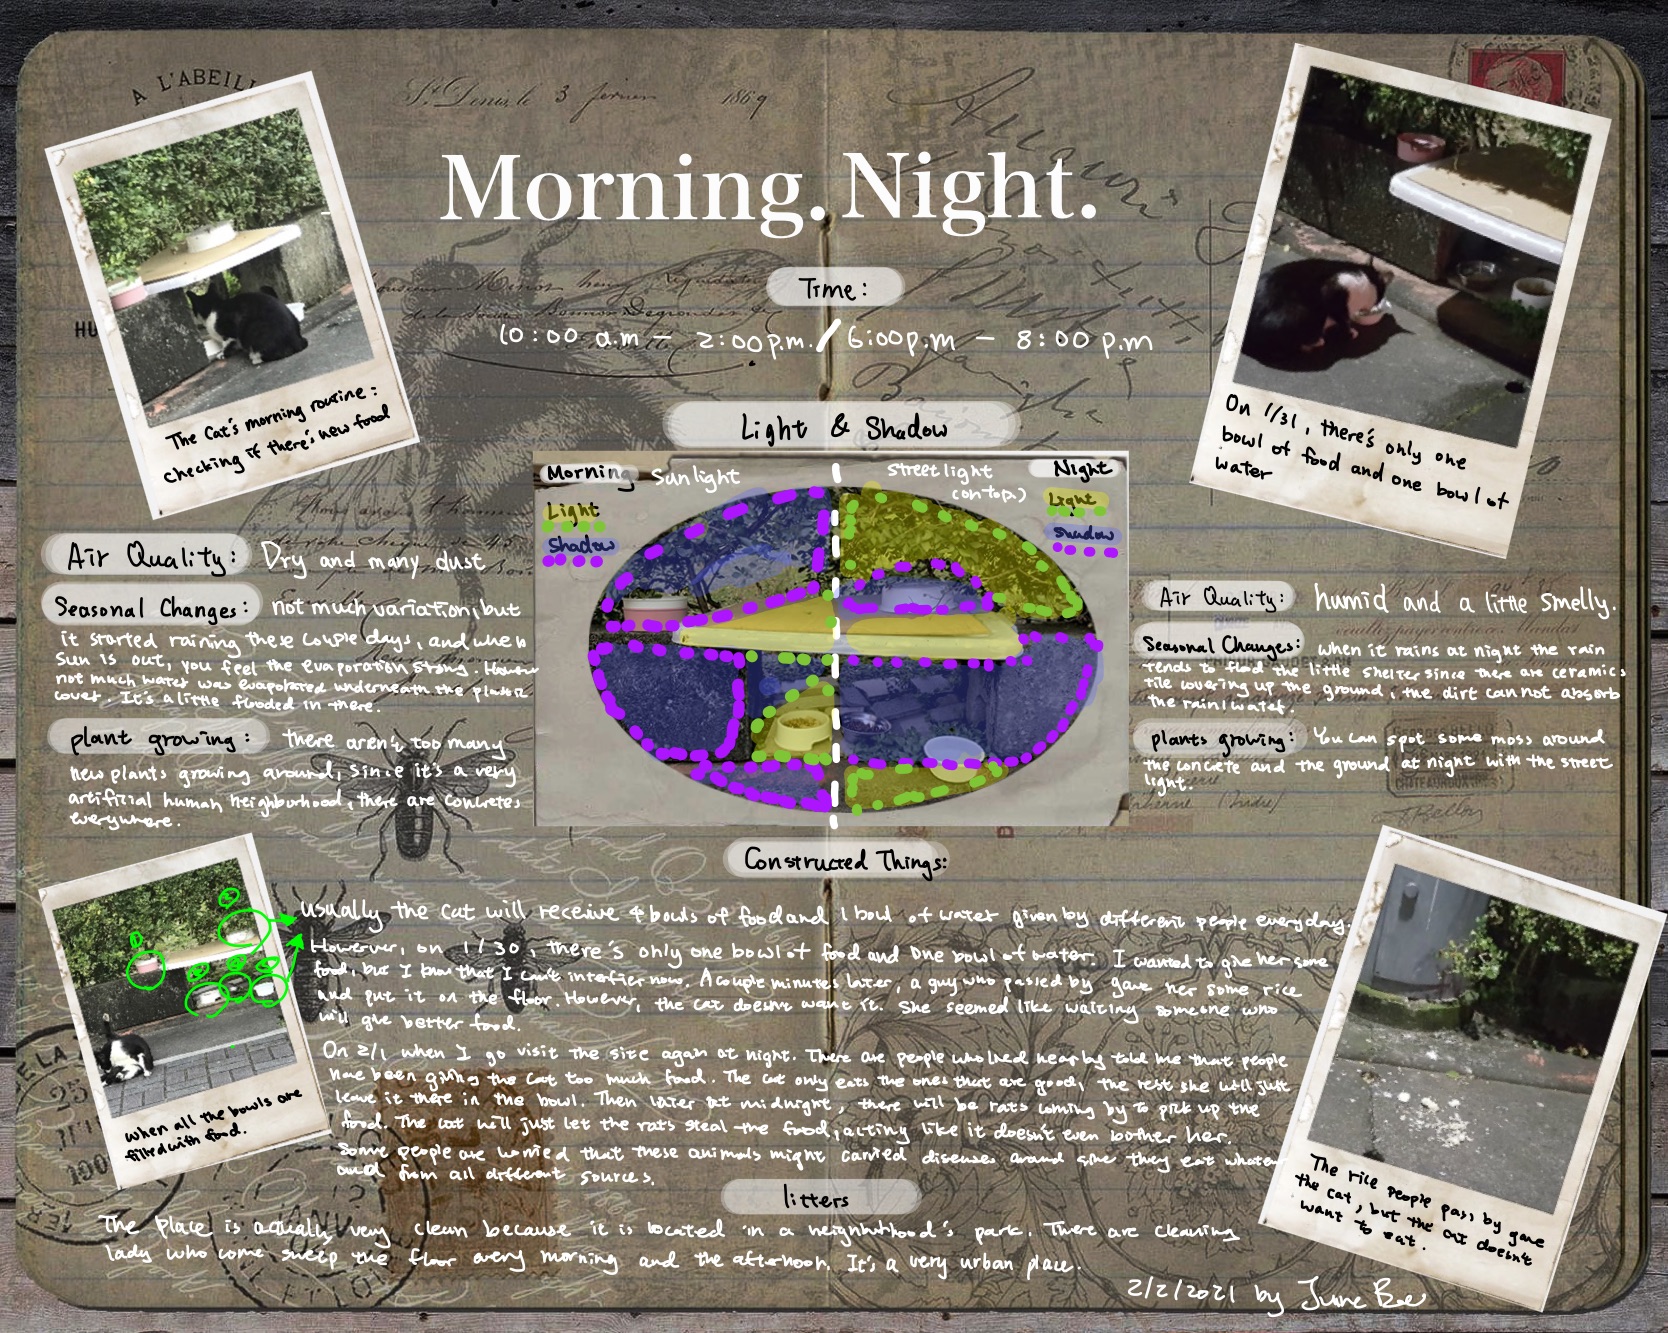 A L'ABEILL
St Denis, le 3 fevrier 1869
Morning. Night.
Time:
10:00 a.m — 2:00p.m. / 6:00p.m — 8:00 p.m
The Cat's morning routine:
checking if there's new food
On 1/31, there's only one
bowl of food and one bowl of
water
Light & Shadow
Morning Sunlight
Light
Shadow
Street light
(on top)
Night
Light
Shadow
HU
Air Quality: Dry and many dust
Seasonal Changes: not much variation, but
it started raining these couple days, and when
sun is out, you feel the evaporation strong. However
not much water was evaporated underneath the plastic
cover. It's a little flooded in there.
plant growing: there aren't too many
new plants growing around, since it's a very
artificial human neighborhood, there are concretes
everywhere.
Air Quality: humid and a little smelly.
Seasonal Changes: when it rains at night the rain
tends to flood the little shelter since there are ceramics
tile covering up the ground, the dirt can not absorb
the rain/water.
plants growing: You can spot some moss around
the concrete and the ground at night with the street
light.
Constructed Things:
Usually the cat will receive 4 bowls of food and 1 bowl of water given by different people everyday.
However, on 1/30, there's only one bowl of food and one bowl of water. I wanted to give her some
food, but I know that I can't interfier now. A couple minutes later, a guy who passed by gave her some rice
and put it on the floor. However, the cat doesn't want it. She seemed like waiting someone who
will give better food.
On 2/1 when I go visit the site again at night. There are people who lived nearby told me that people
have been giving the cat too much food. The cat only eats the ones that are good, the rest she will just
leave it there in the bowl. Then later at midnight, there will be rats coming by to pick up the
food. The cat will just let the rats steal the food, acting like it doesn't even bother her.
Some people are worried that these animals might carried diseases around since they eat whatever
food from all different sources.
when all the bowls are
filled with food.
The rice people pass by gave
the cat, but the cat doesn't
want to eat.
litters
The place is actually very clean because it is located in a neighborhood's park. There are cleaning
lady who come sweep the floor every morning and the afternoon. It's a very urban place.
2/2/2021 by June Bee